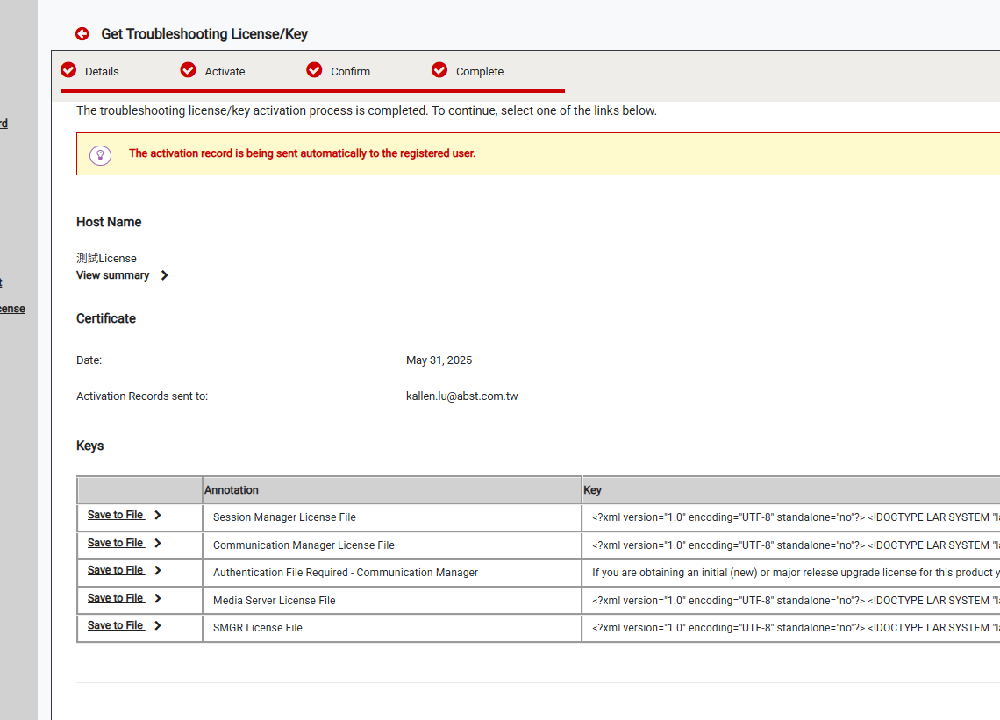 Get Troubleshooting License/Key
Details Activate Confirm Complete
The troubleshooting license/key activation process is completed. To continue, select one of the links below.
rd
The activation record is being sent automatically to the registered user.
Host Name
測試License
View summary
t
cense
Certificate
Date: May 31, 2025
Activation Records sent to: kallen.lu@abst.com.tw
Keys
Annotation Key
Save to File Session Manager License File <?xml version="1.0" encoding="UTF-8" standalone="no"?> <!DOCTYPE LAR SYSTEM "la
Save to File Communication Manager License File <?xml version="1.0" encoding="UTF-8" standalone="no"?> <!DOCTYPE LAR SYSTEM "la
Save to File Authentication File Required - Communication Manager If you are obtaining an initial (new) or major release upgrade license for this product y
Save to File Media Server License File <?xml version="1.0" encoding="UTF-8" standalone="no"?> <!DOCTYPE LAR SYSTEM "la
Save to File SMGR License File <?xml version="1.0" encoding="UTF-8" standalone="no"?> <!DOCTYPE LAR SYSTEM "la